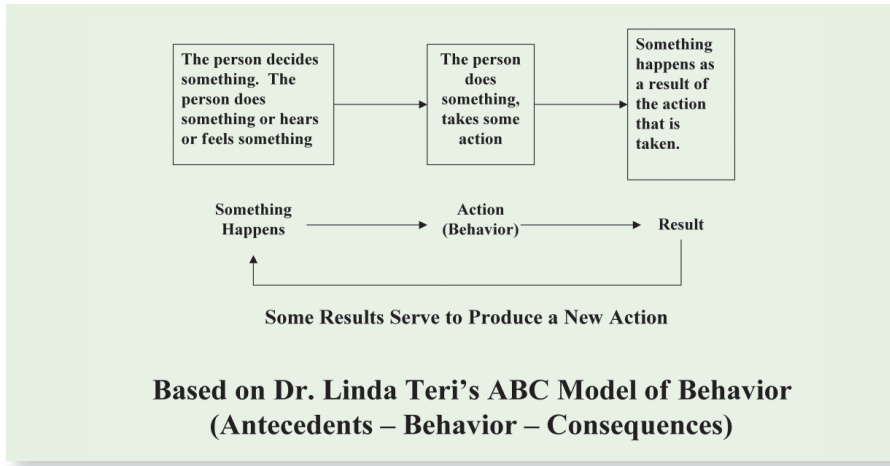 The person decides
something. The
person does
something or hears
or feels something
The person
does
something,
takes some
action
Something
happens as
a result of
the action
that is
taken.
Something
Happens
Action
(Behavior)
Result
Some Results Serve to Produce a New Action
Based on Dr. Linda Teri's ABC Model of Behavior
(Antecedents – Behavior – Consequences)